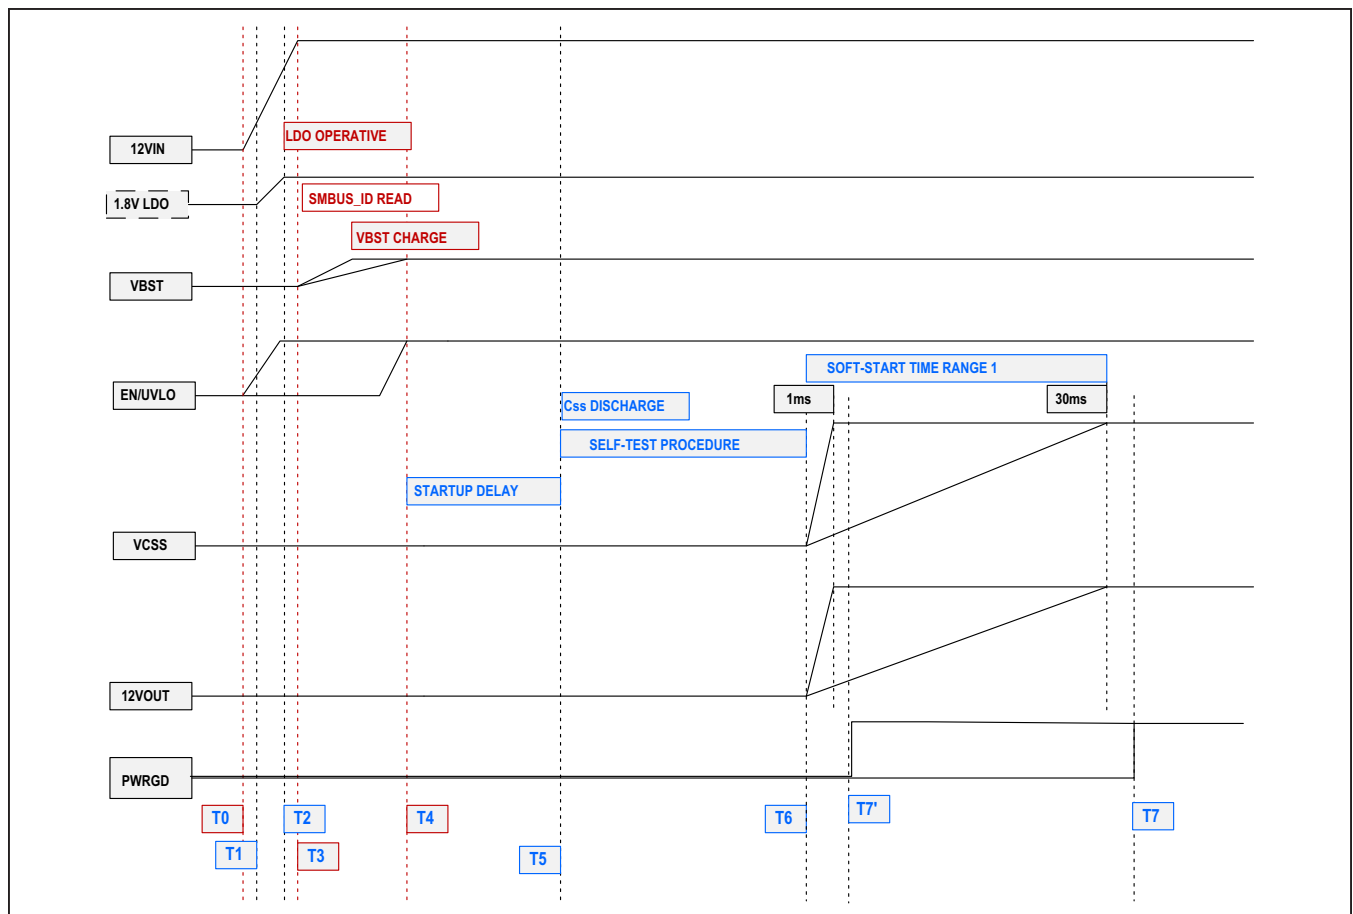 LDO OPERATIVE
12VIN
1.8V LDO
SMBUS_ID READ
VBST CHARGE
VBST
SOFT-START TIME RANGE 1
EN/UVLO
1ms
30ms
Css DISCHARGE
SELF-TEST PROCEDURE
STARTUP DELAY
VCSS
12VOUT
PWRGD
T0
T2
T4
T6
T7'
T7
T1
T3
T5